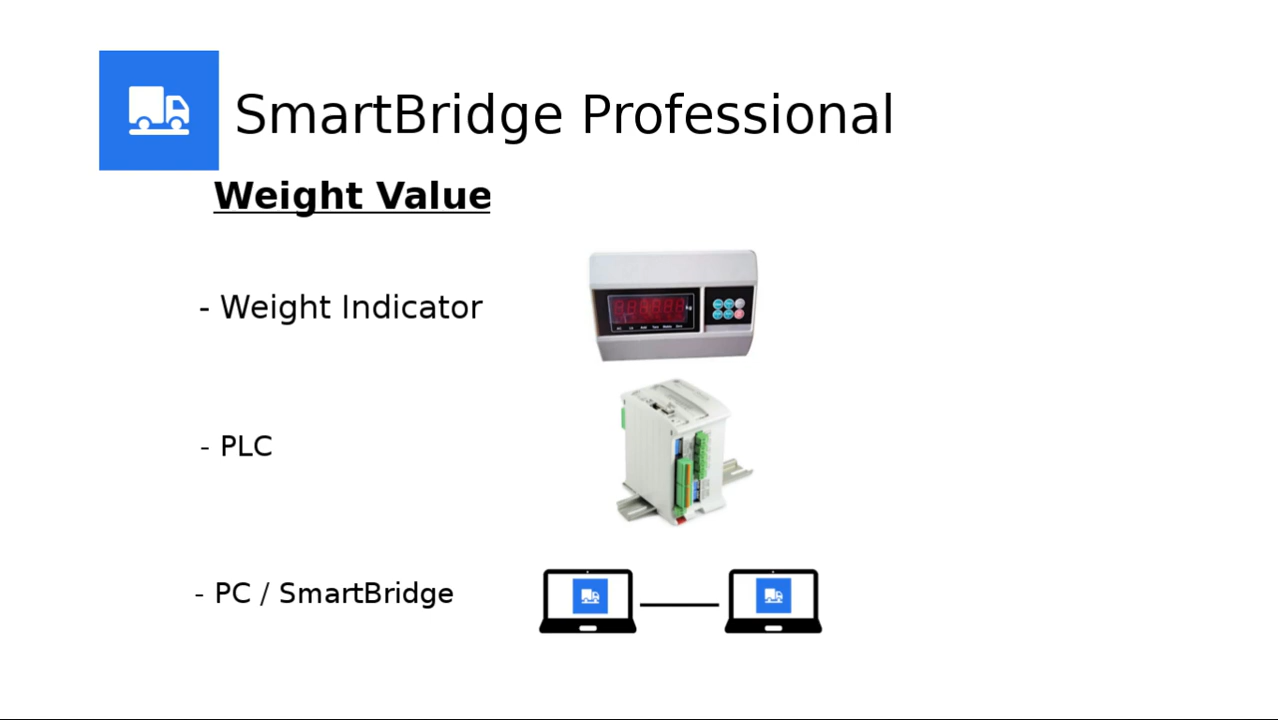 SmartBridge Professional
Weight Value
- Weight Indicator
- PLC
- PC / SmartBridge